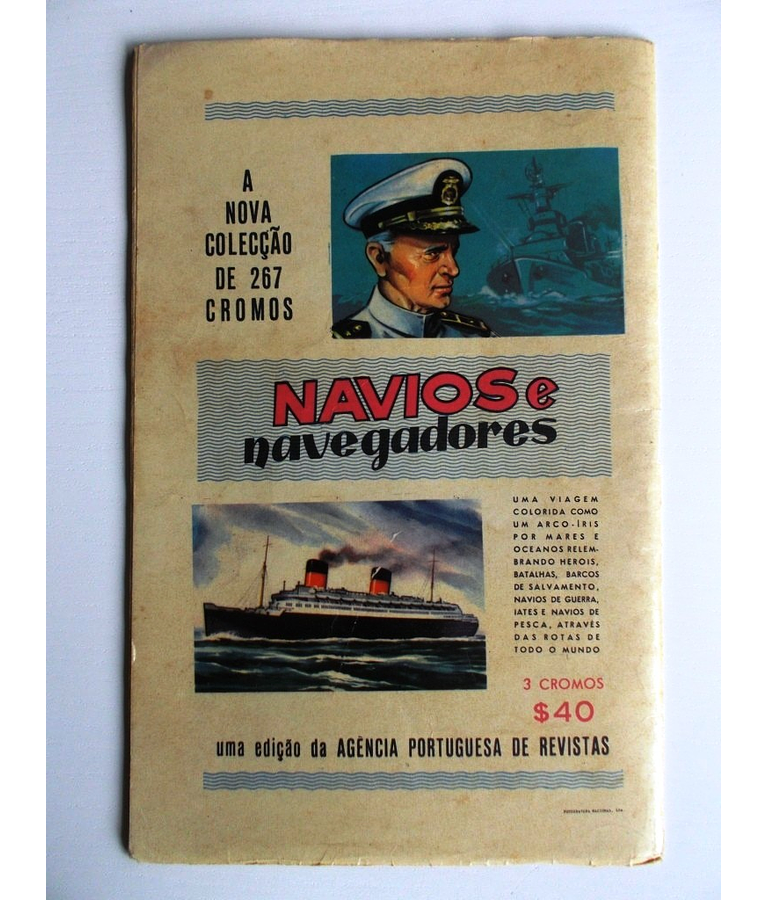 A
NOVA
COLECÇÃO
DE 267
CROMOS
NAVIOS e
navegadores
UMA VIAGEM
COLORIDA COMO
UM ARCO-ÍRIS
POR MARES E
OCEANOS RELEM-
BRANDO HEROIS,
BATALHAS, BARCOS
DE SALVAMENTO,
NAVIOS DE GUERRA,
IATES E NAVIOS DE
PESCA, ATRAVÉS
DAS ROTAS DE
TODO O MUNDO
3 CROMOS
$40
uma edição da AGÊNCIA PORTUGUESA DE REVISTAS